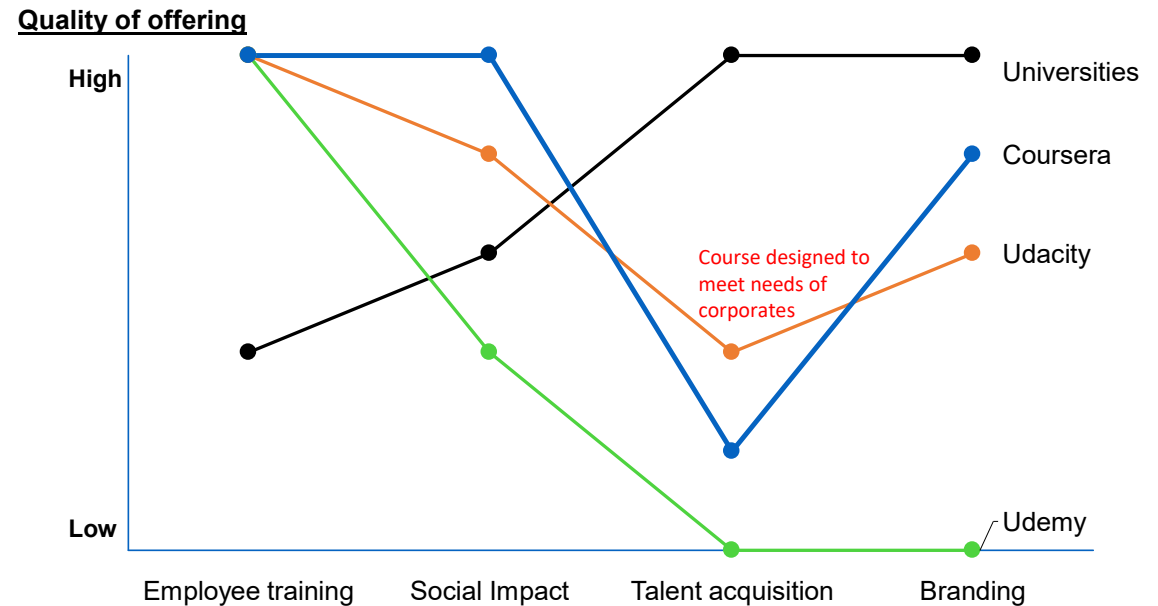 Quality of offering
High
Universities
Coursera
Udacity
Course designed to
meet needs of
corporates
Low
Udemy
Employee training
Social Impact
Talent acquisition
Branding